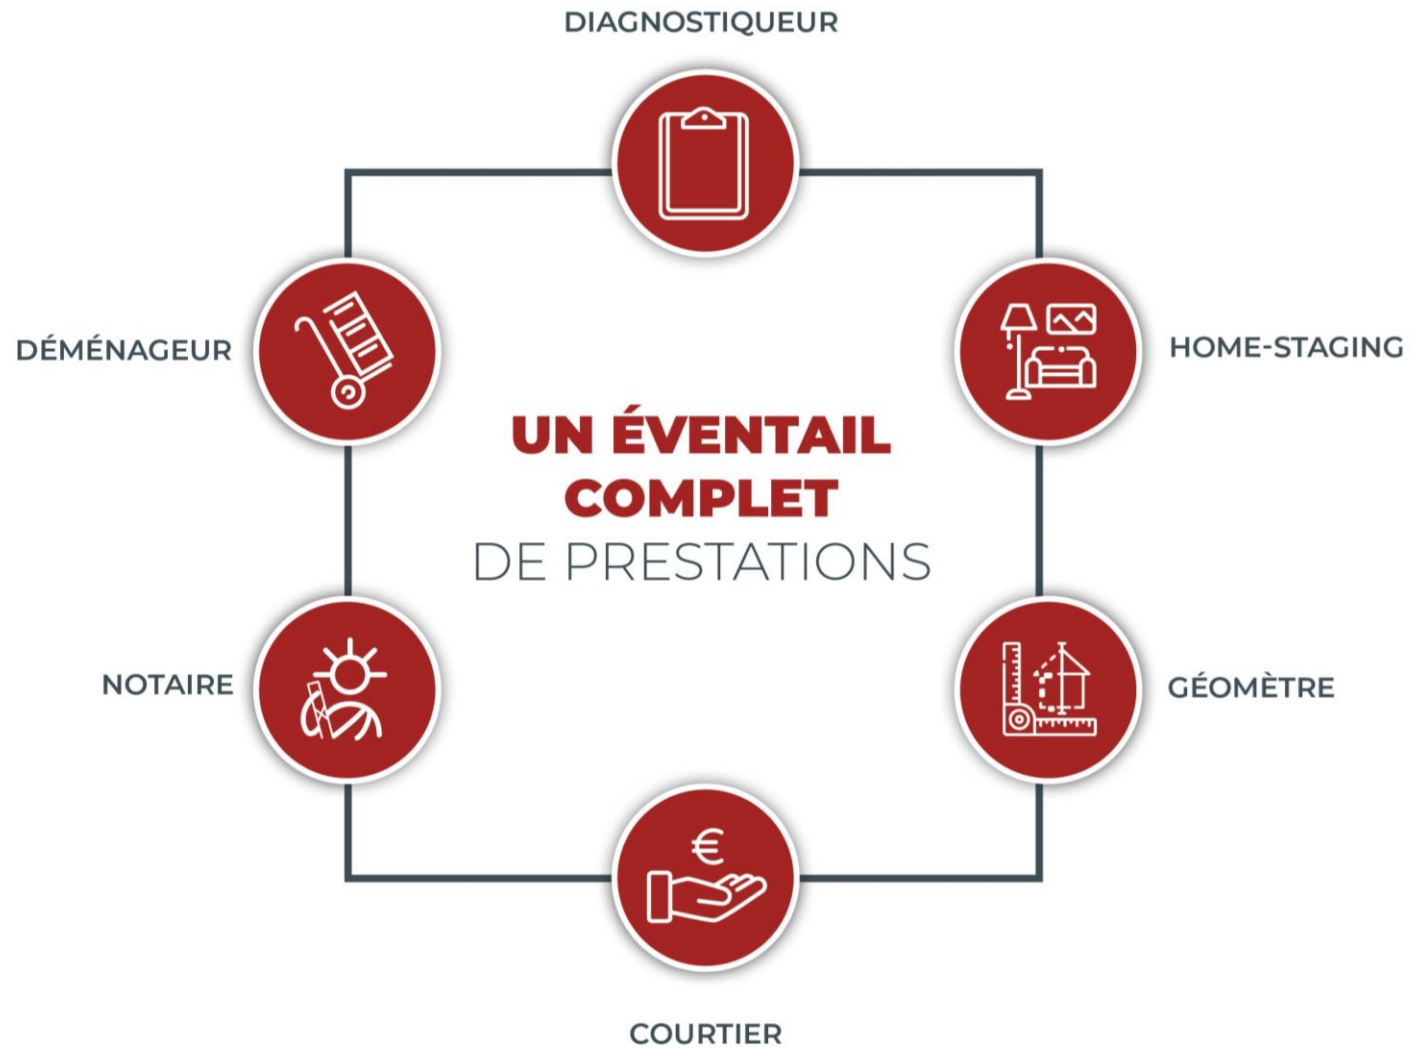 DIAGNOSTIQUEUR
DÉMÉNAGEUR
HOME-STAGING
UN ÉVENTAIL
COMPLET
DE PRESTATIONS
NOTAIRE
GÉOMÈTRE
€
COURTIER